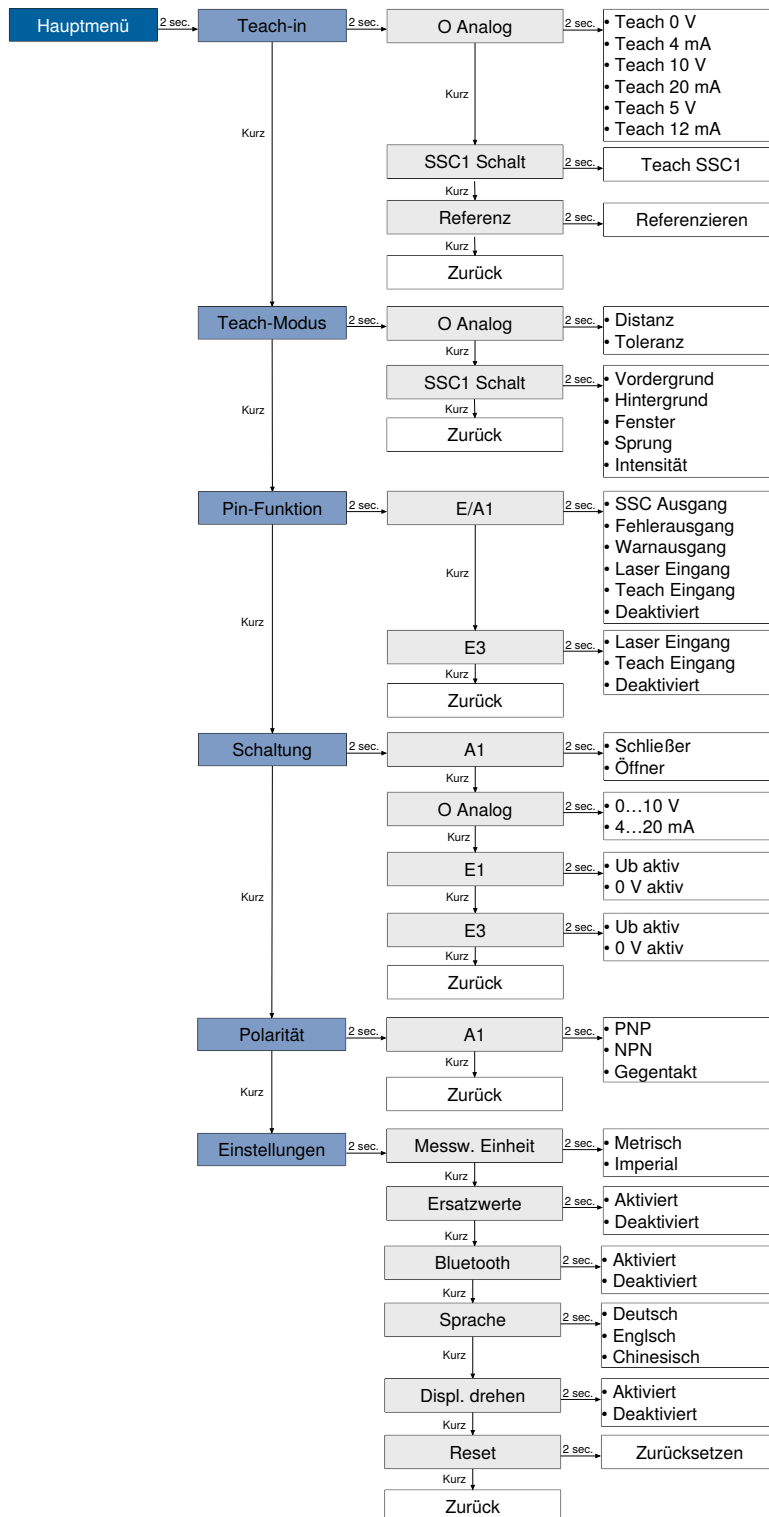 Hauptmenü
2 sec.
Teach-in
2 sec.
O Analog
2 sec.
• Teach 0 V
• Teach 4 mA
• Teach 10 V
• Teach 20 mA
• Teach 5 V
• Teach 12 mA
Kurz
Kurz
SSC1 Schalt
2 sec.
Teach SSC1
Kurz
Referenz
2 sec.
Referenzieren
Kurz
Zurück
Teach-Modus
2 sec.
O Analog
2 sec.
• Distanz
• Toleranz
Kurz
Kurz
SSC1 Schalt
2 sec.
• Vordergrund
• Hintergrund
• Fenster
• Sprung
• Intensität
Kurz
Zurück
Pin-Funktion
2 sec.
E/A1
2 sec.
• SSC Ausgang
• Fehlerausgang
• Warnausgang
• Laser Eingang
• Teach Eingang
• Deaktiviert
Kurz
Kurz
E3
2 sec.
• Laser Eingang
• Teach Eingang
• Deaktiviert
Kurz
Zurück
Schaltung
2 sec.
A1
2 sec.
• Schließer
• Öffner
Kurz
O Analog
2 sec.
• 0…10 V
• 4…20 mA
Kurz
E1
2 sec.
• Ub aktiv
• 0 V aktiv
Kurz
Kurz
E3
2 sec.
• Ub aktiv
• 0 V aktiv
Kurz
Zurück
Polarität
2 sec.
A1
2 sec.
• PNP
• NPN
• Gegentakt
Kurz
Kurz
Zurück
Einstellungen
2 sec.
Messw. Einheit
2 sec.
• Metrisch
• Imperial
Kurz
Ersatzwerte
2 sec.
• Aktiviert
• Deaktiviert
Kurz
Bluetooth
2 sec.
• Aktiviert
• Deaktiviert
Kurz
Sprache
2 sec.
• Deutsch
• Englsch
• Chinesisch
Kurz
Displ. drehen
2 sec.
• Aktiviert
• Deaktiviert
Kurz
Reset
2 sec.
Zurücksetzen
Kurz
Zurück